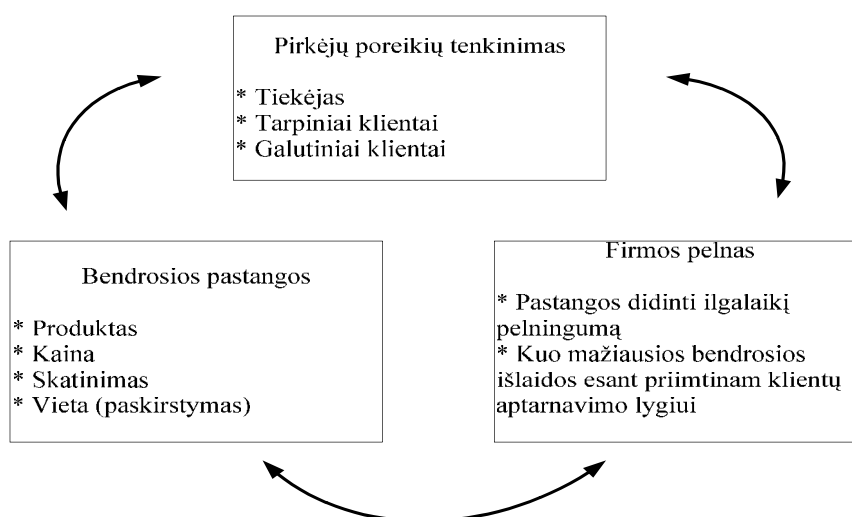 Pirkėjų poreikių tenkinimas
* Tiekėjas
* Tarpiniai klientai
* Galutiniai klientai
Bendrosios pastangos
* Produktas
* Kaina
* Skatinimas
* Vieta (paskirstymas)
Firmos pelnas
* Pastangos didinti ilgalaikį
pelningumą
* Kuo mažiausios bendrosios
išlaidos esant priimtinam klientų
aptarnavimo lygiui